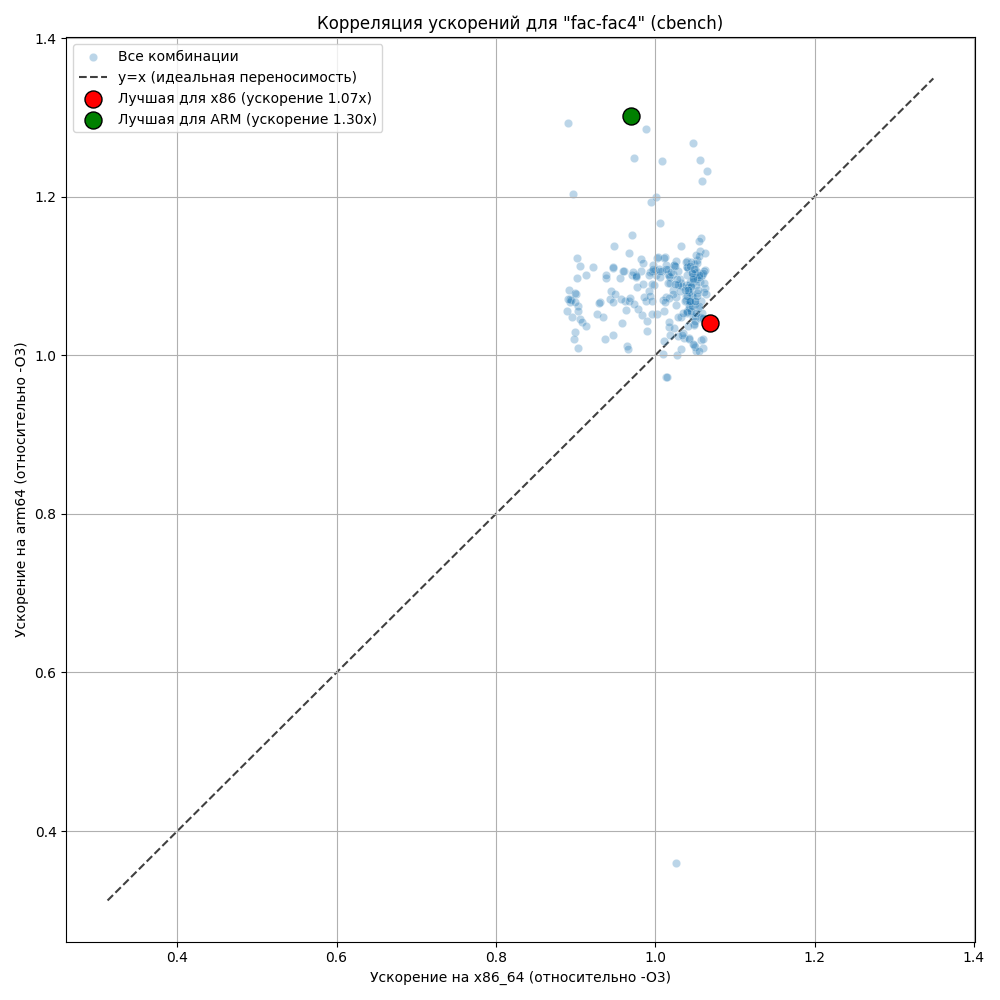 Корреляция ускорений для "fac-fac4" (cbench)
Все комбинации
y=x (идеальная переносимость)
Лучшая для x86 (ускорение 1.07x)
Лучшая для ARM (ускорение 1.30x)
Ускорение на arm64 (относительно -O3)
1.4
1.2
1.0
0.8
0.6
0.4
0.4
0.6
0.8
1.0
1.2
1.4
Ускорение на x86_64 (относительно -O3)